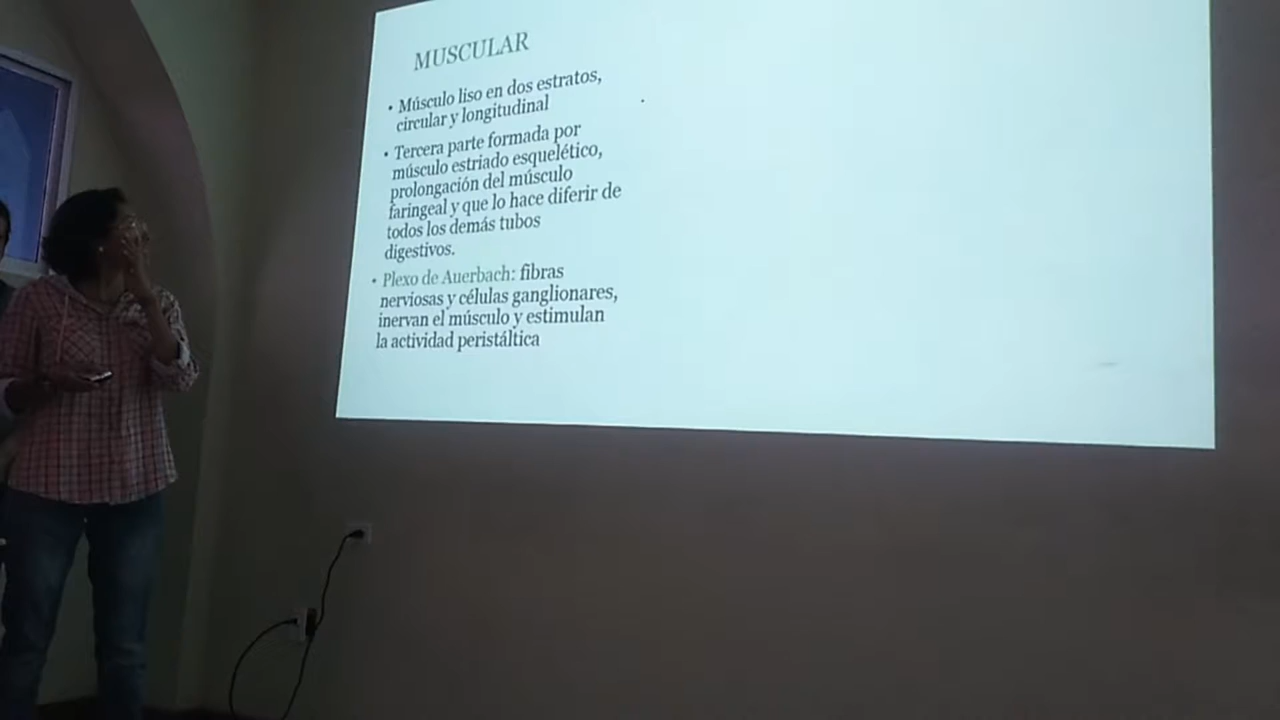 MUSCULAR
• Músculo liso en dos estratos,
circular y longitudinal
• Tercera parte formada por
músculo estriado esquelético,
prolongación del músculo
faringeal y que lo hace diferir de
todos los demás tubos
digestivos.
• Plexo de Auerbach: fibras
nerviosas y células ganglionares,
inervan el músculo y estimulan
la actividad peristáltica